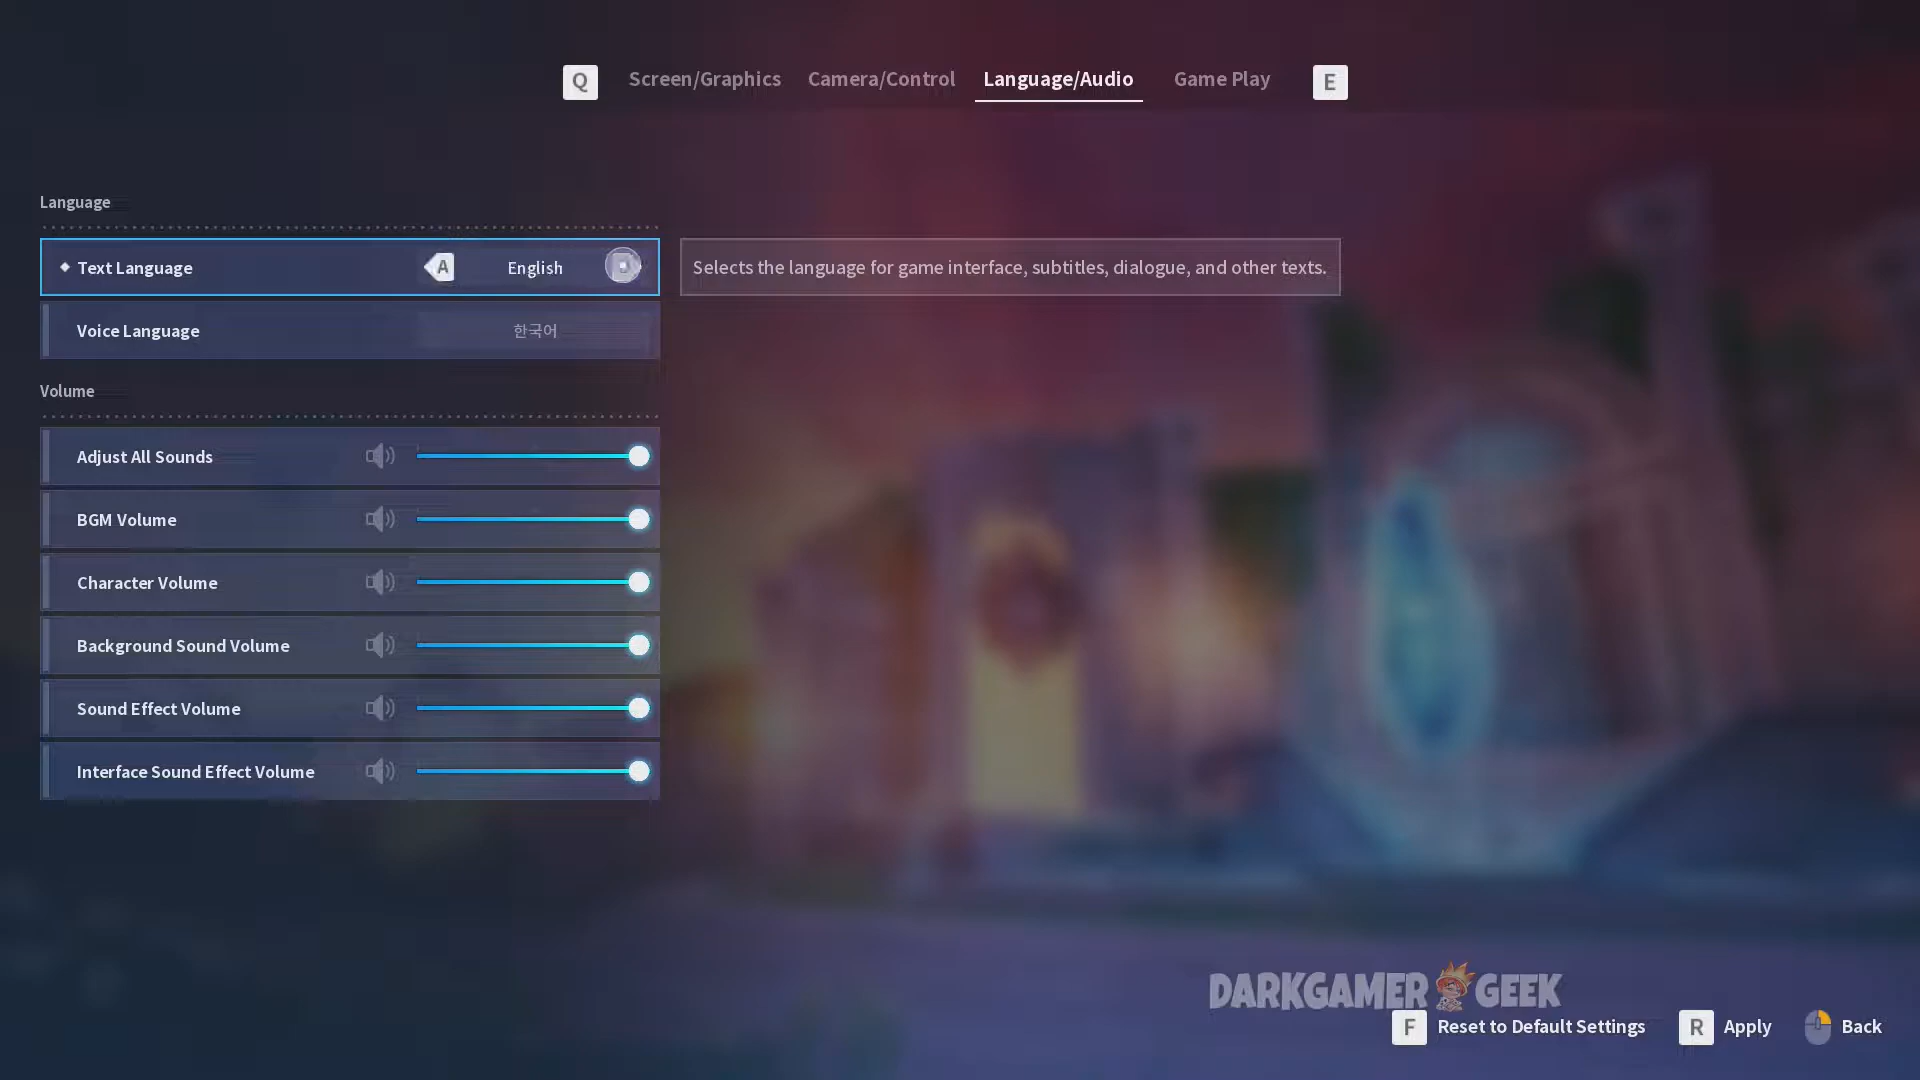 Q Screen/Graphics Camera/Control Language/Audio Game Play E
Language
Text Language A English
Selects the language for game interface, subtitles, dialogue, and other texts.
Voice Language 한국어
Volume
Adjust All Sounds
BGM Volume
Character Volume
Background Sound Volume
Sound Effect Volume
Interface Sound Effect Volume
DARKGAMER GEEK
F Reset to Default Settings R Apply Back